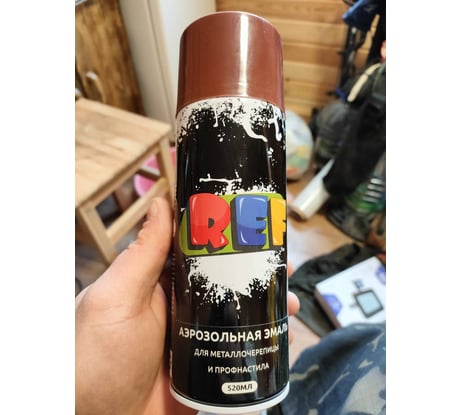 REF
АЭРОЗОЛЬНАЯ ЭМАЛЬ
ДЛЯ МЕТАЛЛОЧЕРЕПИЦЫ
И ПРОФНАСТИЛА
520МЛ